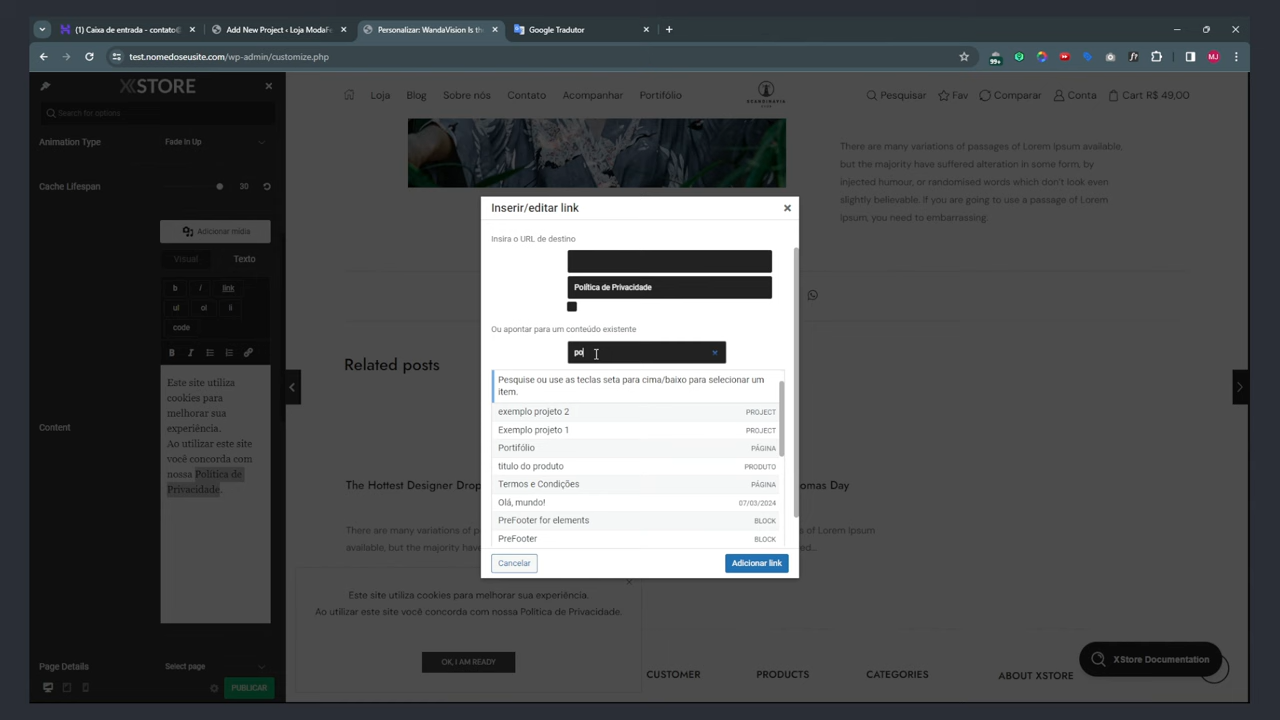 (1) Caixa de entrada - contato@
Add New Project ‹ Loja ModaFe
Personalizar: WandaVision Is th
Google Tradutor
test.nomedoseusite.com/wp-admin/customize.php
99+
f?
MJ
XSTORE
Search for options
Animation Type
Fade In Up
Cache Lifespan
30
Adicionar mídia
Visual
Texto
b
i
link
ul
ol
li
code
B
I
Content
Este site utiliza
cookies para
melhorar sua
experiência.
Ao utilizar este site
você concorda com
nossa Política de
Privacidade.
Page Details
Select page
PUBLICAR
Loja
Blog
Sobre nós
Contato
Acompanhar
Portifólio
SCANDINAVIA
Pesquisar
Fav
Comparar
Conta
Cart R$ 49,00
There are many variations of passages of Lorem Ipsum available,
but the majority have suffered alteration in some form, by
injected humour, or randomised words which don't look even
slightly believable. If you are going to use a passage of Lorem
Ipsum, you need to embarrassing.
Related posts
The Hottest Designer Drop
omas Day
There are many variations of p
f Lorem Ipsum
available, but the majority have
ed...
Inserir/editar link
Insira o URL de destino
Política de Privacidade
Ou apontar para um conteúdo existente
po
Pesquise ou use as teclas seta para cima/baixo para selecionar um
item.
exemplo projeto 2
PROJECT
Exemplo projeto 1
PROJECT
Portifólio
PÁGINA
titulo do produto
PRODUTO
Termos e Condições
PÁGINA
Olá, mundo!
07/03/2024
PreFooter for elements
BLOCK
PreFooter
BLOCK
Cancelar
Adicionar link
Este site utiliza cookies para melhorar sua experiência.
Ao utilizar este site você concorda com nossa Política de Privacidade.
OK, I AM READY
CUSTOMER
PRODUCTS
CATEGORIES
ABOUT XSTORE
XStore Documentation